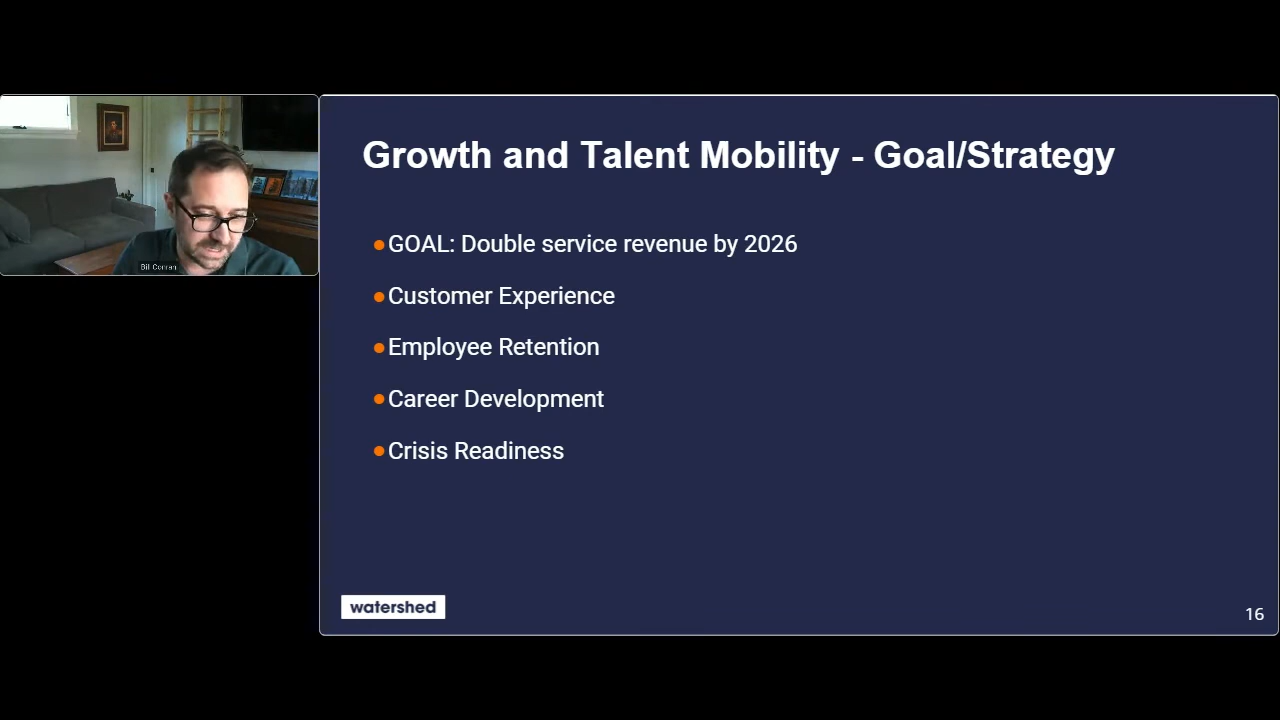 Growth and Talent Mobility - Goal/Strategy
GOAL: Double service revenue by 2026
Customer Experience
Employee Retention
Career Development
Crisis Readiness
Bill Conran
watershed
16